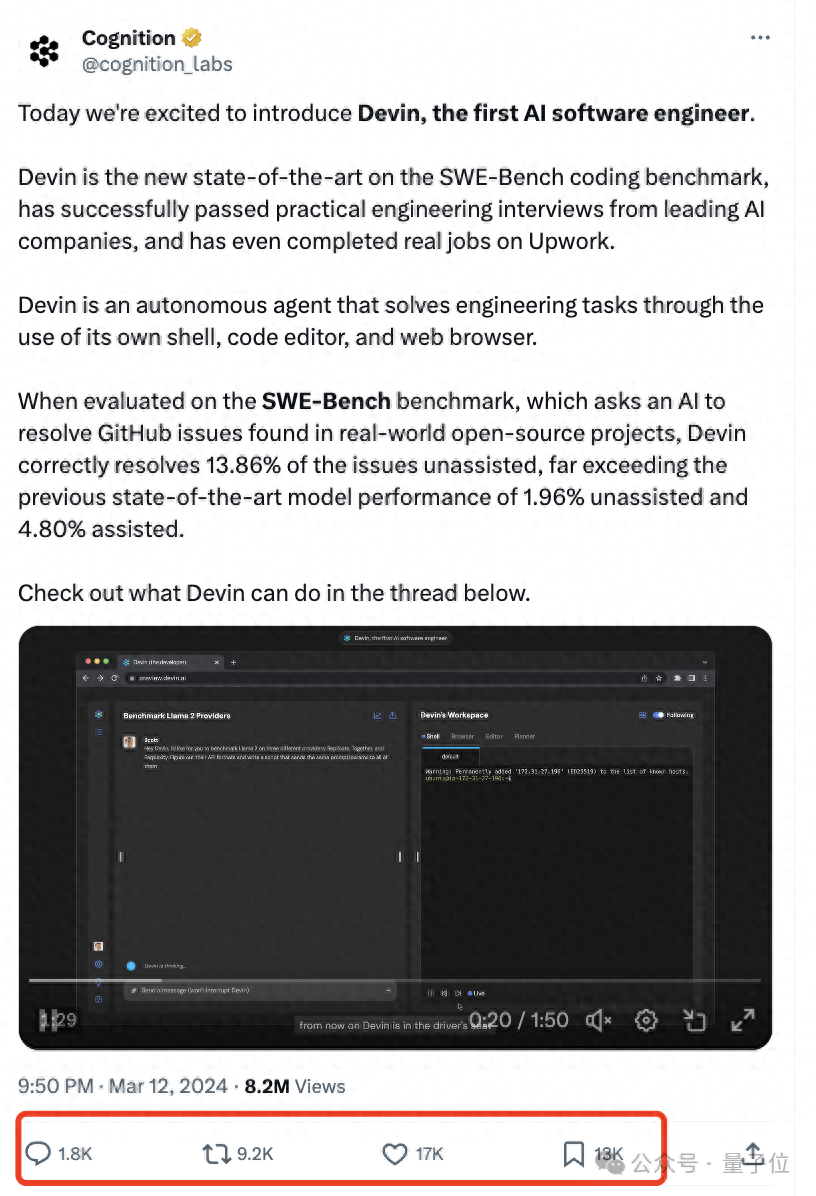 Cognition
@cognition_labs
Today we're excited to introduce Devin, the first AI software engineer.
Devin is the new state-of-the-art on the SWE-Bench coding benchmark,
has successfully passed practical engineering interviews from leading AI
companies, and has even completed real jobs on Upwork.
Devin is an autonomous agent that solves engineering tasks through the
use of its own shell, code editor, and web browser.
When evaluated on the SWE-Bench benchmark, which asks an AI to
resolve GitHub issues found in real-world open-source projects, Devin
correctly resolves 13.86% of the issues unassisted, far exceeding the
previous state-of-the-art model performance of 1.96% unassisted and
4.80% assisted.
Check out what Devin can do in the thread below.
Devin, the first AI software engineer
Devin (the developer)
preview.devin.ai
Benchmark Llama 2 Providers
Scott
Hey Devin, I'd like for you to benchmark Llama 2 on three different providers: Replicate, Together, and
Perplexity. Figure out their API formats and write a script that sends the same prompt/params to all of
them
Devin is thinking...
Send a message (won't interrupt Devin)
Devin's Workspace
Following
Shell Browser Editor Planner
default
Warning: Permanently added '172.31.27.196' (ED25519) to the list of known hosts.
ubuntu@ip-172-31-27-196:~$
Live
1:29
from now on Devin is in the driver's seat
0:20 / 1:50
9:50 PM · Mar 12, 2024 · 8.2M Views
1.8K 9.2K 17K 13K
公众号 · 量子位